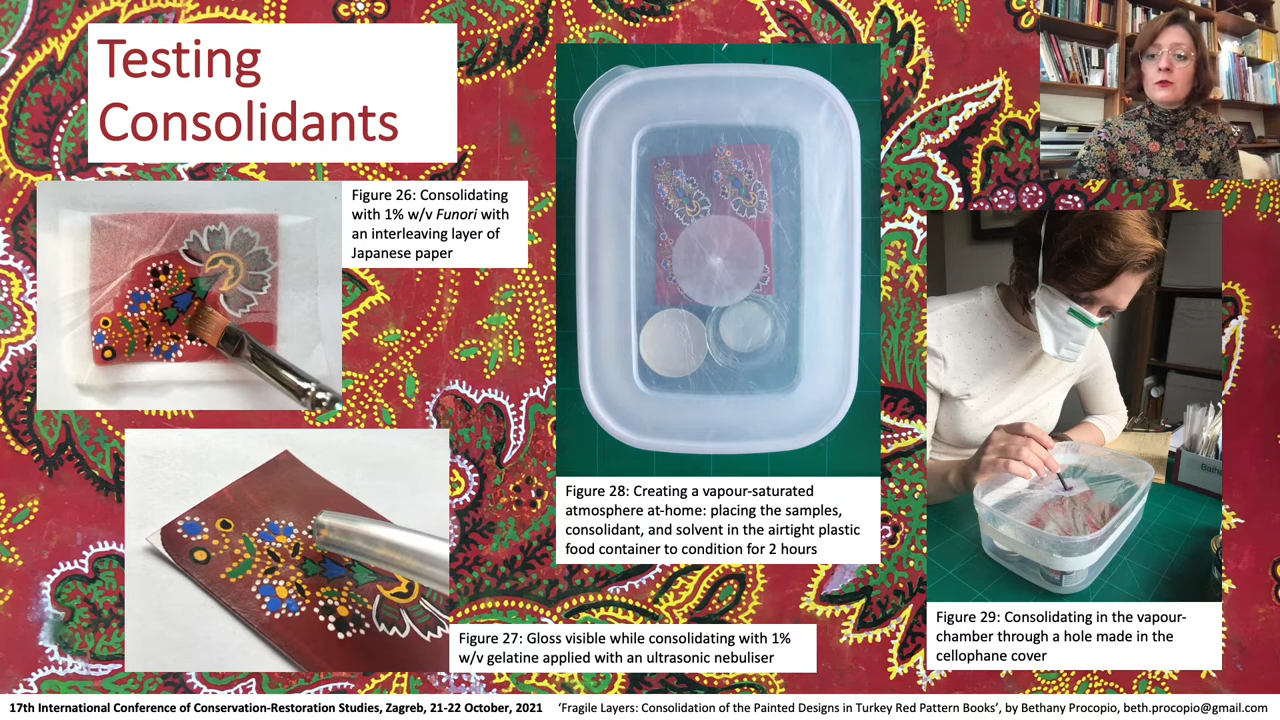 Testing
Consolidants
Figure 26: Consolidating
with 1% w/v Funori with
an interleaving layer of
Japanese paper
Figure 27: Gloss visible while consolidating with 1%
w/v gelatine applied with an ultrasonic nebuliser
Figure 28: Creating a vapour-saturated
atmosphere at-home: placing the samples,
consolidant, and solvent in the airtight plastic
food container to condition for 2 hours
Figure 29: Consolidating in the vapour-
chamber through a hole made in the
cellophane cover
17th International Conference of Conservation-Restoration Studies, Zagreb, 21-22 October, 2021 ‘Fragile Layers: Consolidation of the Painted Designs in Turkey Red Pattern Books’, by Bethany Procopio, beth.procopio@gmail.com